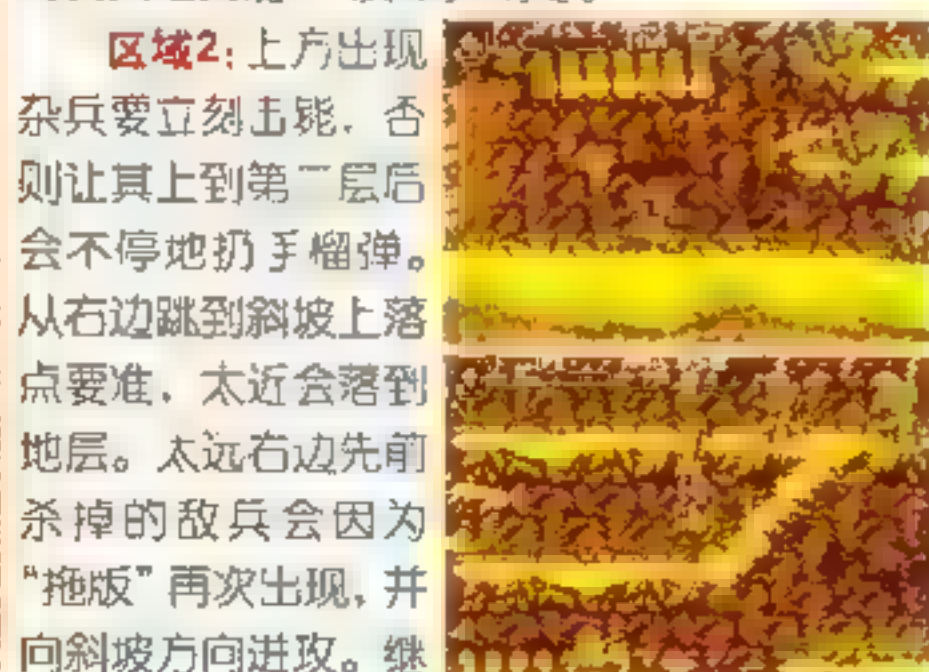 区域2：上方出现
杂兵要立刻击毙，否
则让其上到第二层后
会不停地扔手榴弹。
从右边跳到斜坡上落
点要准，太近会落到
地层。太远右边先前
杀掉的敌兵会因为
“拖版”再次出现，并
向斜坡方向进攻。继